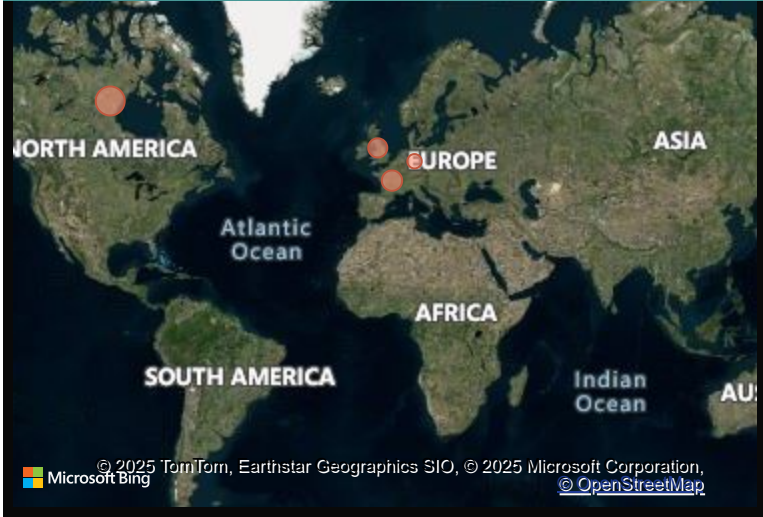 NORTH AMERICA
EUROPE
ASIA
Atlantic
Ocean
AFRICA
SOUTH AMERICA
Indian
Ocean
AUS
© 2025 TomTom, Earthstar Geographics SIO, © 2025 Microsoft Corporation,
Microsoft Bing
© OpenStreetMap